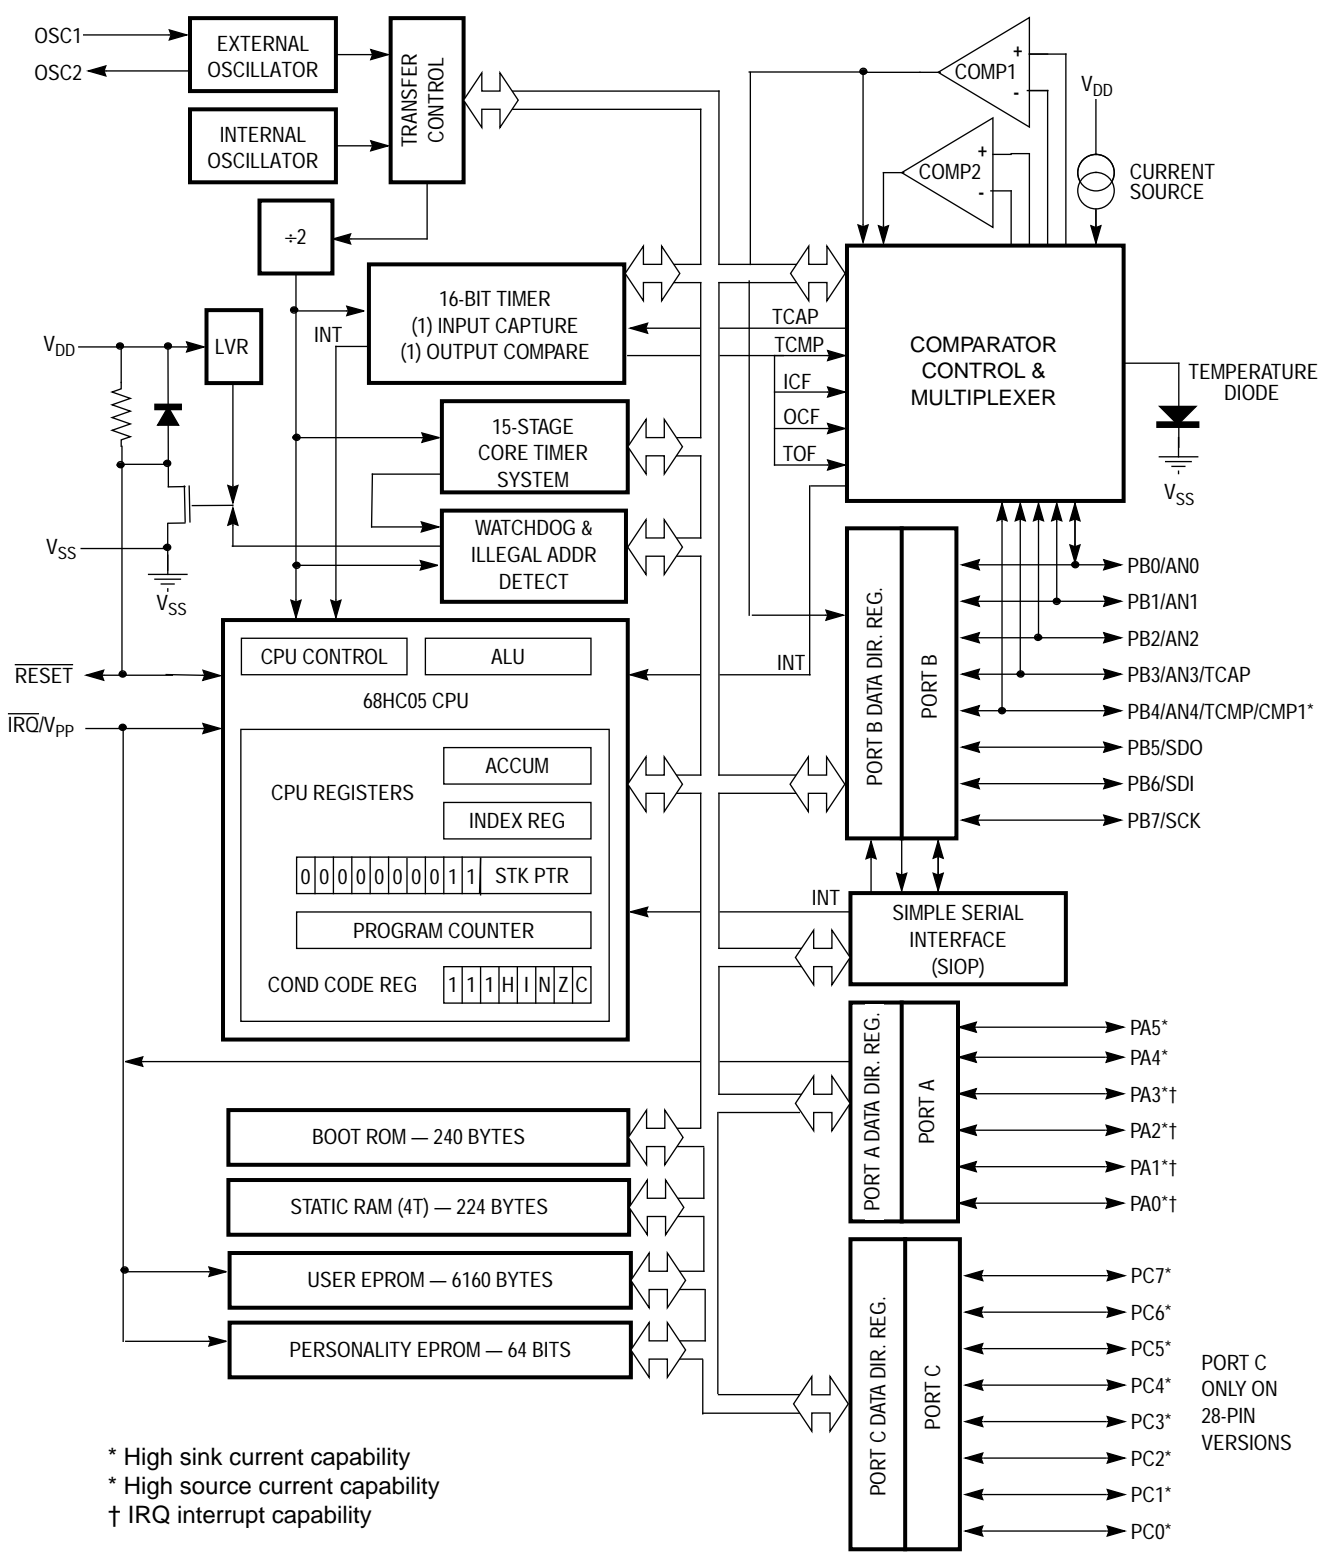 OSC1
OSC2
EXTERNAL
OSCILLATOR
INTERNAL
OSCILLATOR
TRANSFER
CONTROL
COMP1
+
-
COMP2
+
-
VDD
CURRENT
SOURCE
÷2
16-BIT TIMER
(1) INPUT CAPTURE
(1) OUTPUT COMPARE
INT
VDD
LVR
TCAP
TCMP
ICF
OCF
TOF
COMPARATOR
CONTROL &
MULTIPLEXER
TEMPERATURE
DIODE
VSS
15-STAGE
CORE TIMER
SYSTEM
WATCHDOG &
ILLEGAL ADDR
DETECT
VSS
VSS
RESET
IRQ/VPP
CPU CONTROL
ALU
68HC05 CPU
CPU REGISTERS
ACCUM
INDEX REG
0 0 0 0 0 0 0 0 1 1 STK PTR
PROGRAM COUNTER
COND CODE REG
1 1 1 H I N Z C
INT
PORT B DATA DIR. REG.
PORT B
PB0/AN0
PB1/AN1
PB2/AN2
PB3/AN3/TCAP
PB4/AN4/TCMP/CMP1*
PB5/SDO
PB6/SDI
PB7/SCK
INT
SIMPLE SERIAL
INTERFACE
(SIOP)
PORT A DATA DIR. REG.
PORT A
PA5*
PA4*
PA3*†
PA2*†
PA1*†
PA0*†
BOOT ROM — 240 BYTES
STATIC RAM (4T) — 224 BYTES
USER EPROM — 6160 BYTES
PERSONALITY EPROM — 64 BITS
PORT C DATA DIR. REG.
PORT C
PC7*
PC6*
PC5*
PC4*
PC3*
PC2*
PC1*
PC0*
PORT C
ONLY ON
28-PIN
VERSIONS
* High sink current capability
* High source current capability
† IRQ interrupt capability